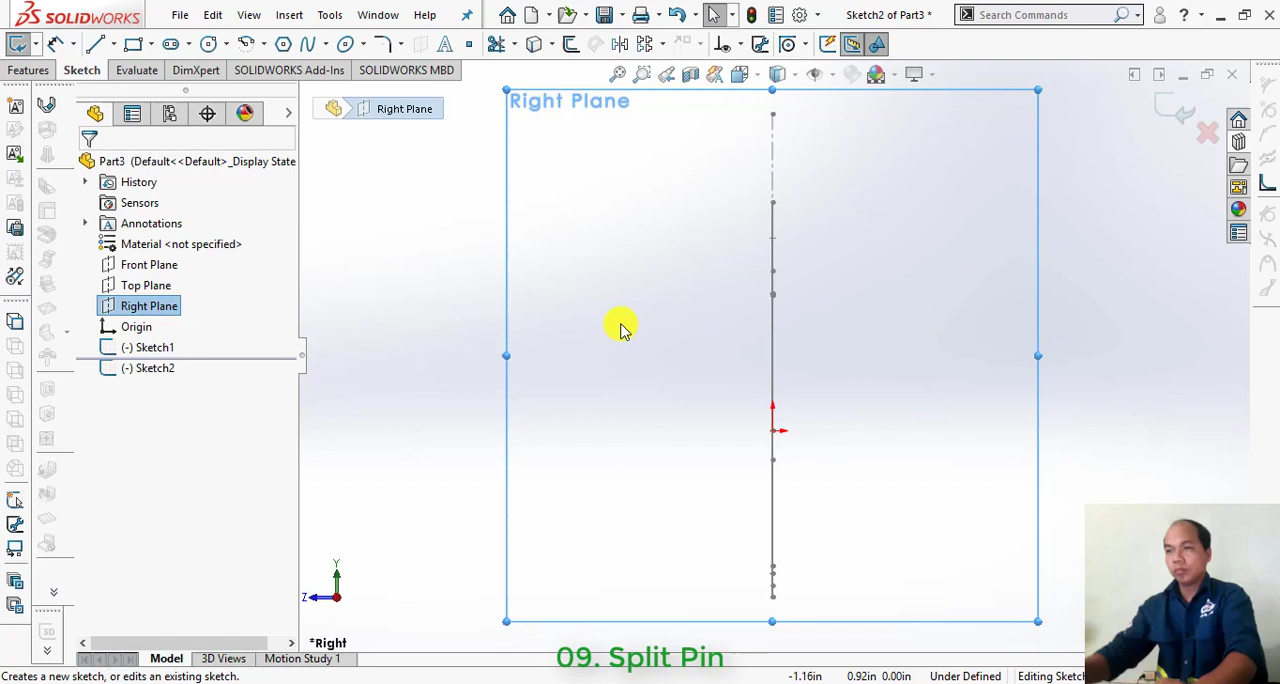 SOLIDWORKS
File
Edit
View
Insert
Tools
Window
Help
Sketch2 of Part3 *
Search Commands
?
Features
Sketch
Evaluate
DimXpert
SOLIDWORKS Add-Ins
SOLIDWORKS MBD
Right Plane
Right Plane
Part3 (Default<<Default>_Display State
History
Sensors
Annotations
Material <not specified>
Front Plane
Top Plane
Right Plane
Origin
(-) Sketch1
(-) Sketch2
Y
Z
*Right
3D
Model
3D Views
Motion Study 1
09. Split Pin
Creates a new sketch, or edits an existing sketch.
-1.16in
0.92in 0.00in
Under Defined
Editing Sketc